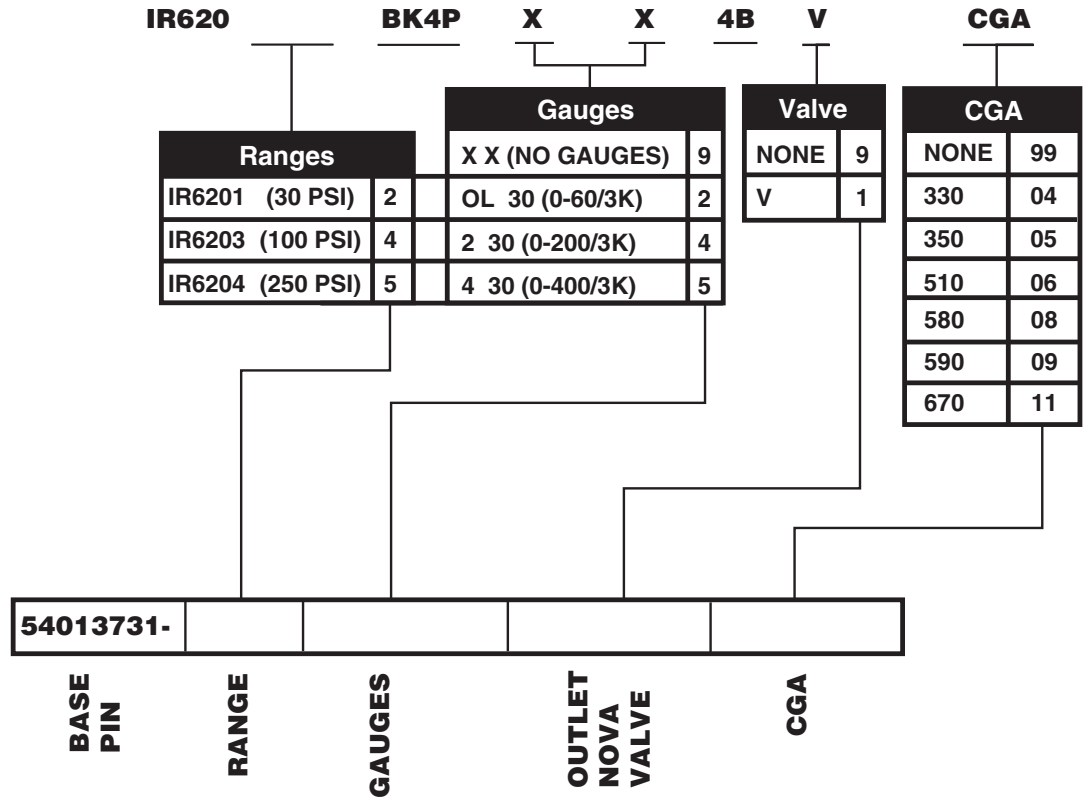 IR620 BK4P X X 4B V CGA
Ranges
IR6201 (30 PSI) 2
IR6203 (100 PSI) 4
IR6204 (250 PSI) 5
Gauges
X X (NO GAUGES) 9
OL 30 (0-60/3K) 2
2 30 (0-200/3K) 4
4 30 (0-400/3K) 5
Valve
NONE 9
V 1
CGA
NONE 99
330 04
350 05
510 06
580 08
590 09
670 11
54013731-
BASE
PIN
RANGE
GAUGES
OUTLET
NOVA
VALVE
CGA